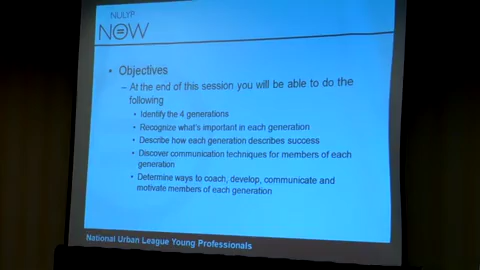 NULYP
NOW
• Objectives
– At the end of this session you will be able to do the
following
• Identify the 4 generations
• Recognize what's important in each generation
• Describe how each generation describes success
• Discover communication techniques for members of each
generation
• Determine ways to coach, develop, communicate and
motivate members of each generation
National Urban League Young Professionals